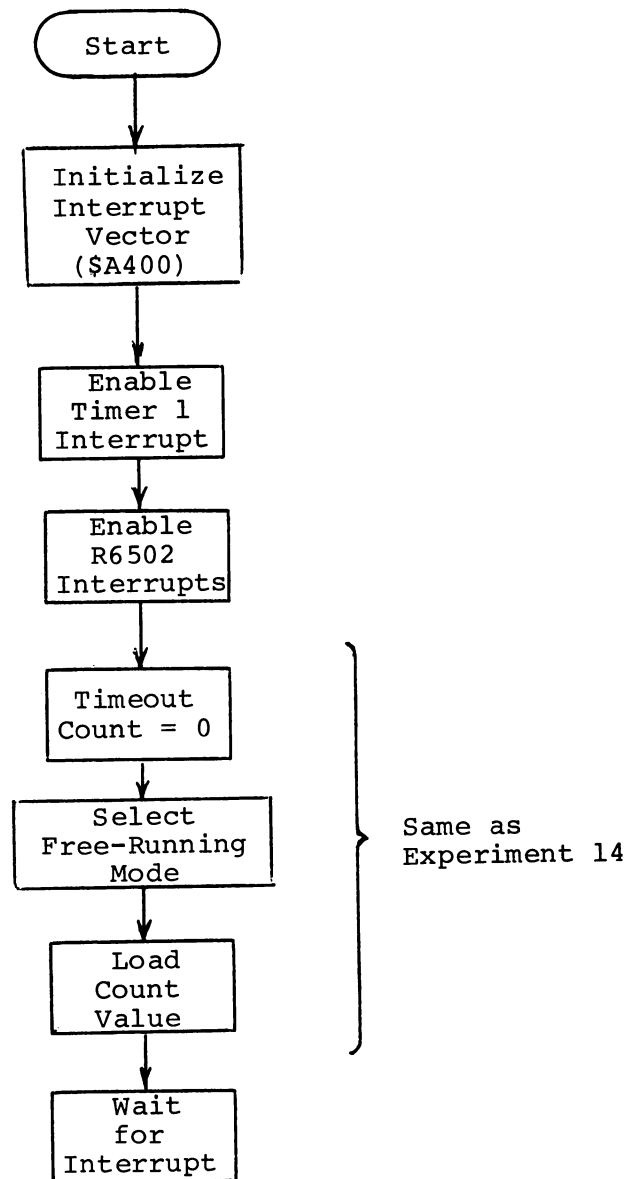 Start
Initialize
Interrupt
Vector
($A400)
Enable
Timer 1
Interrupt
Enable
R6502
Interrupts
Timeout
Count = 0
Select
Free-Running
Mode
Load
Count
Value
Same as
Experiment 14
Wait
for
Interrupt